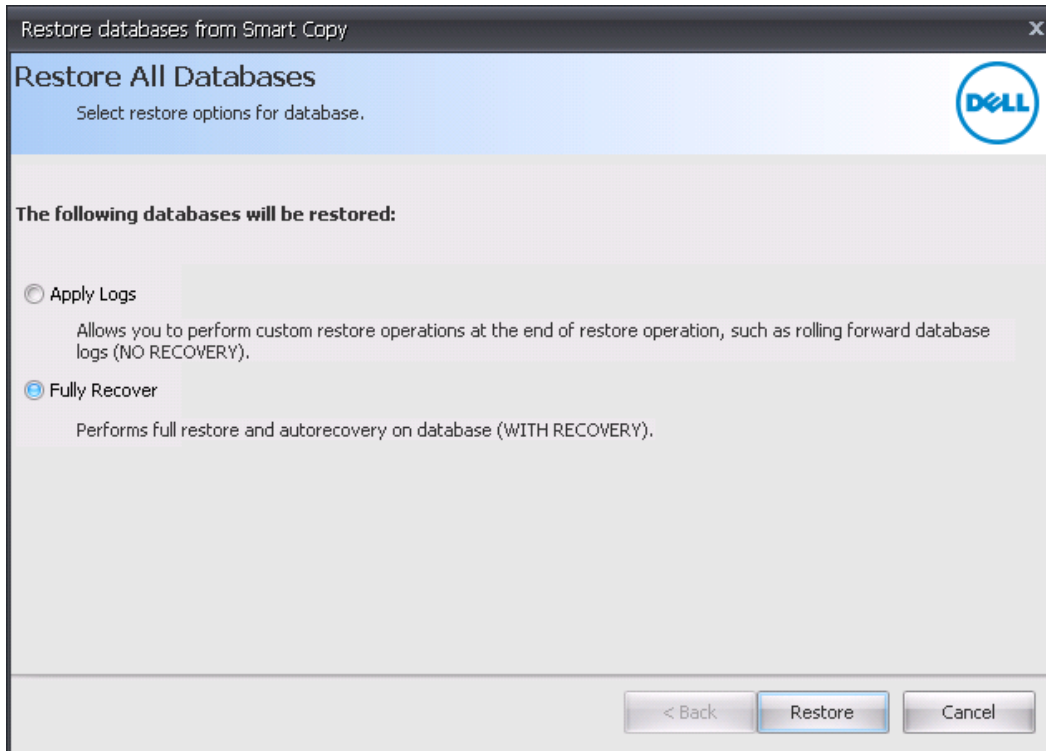 Restore databases from Smart Copy
x
Restore All Databases
Select restore options for database.
DELL
The following databases will be restored:
Apply Logs
Allows you to perform custom restore operations at the end of restore operation, such as rolling forward database
logs (NO RECOVERY).
Fully Recover
Performs full restore and autorecovery on database (WITH RECOVERY).
< Back Restore Cancel